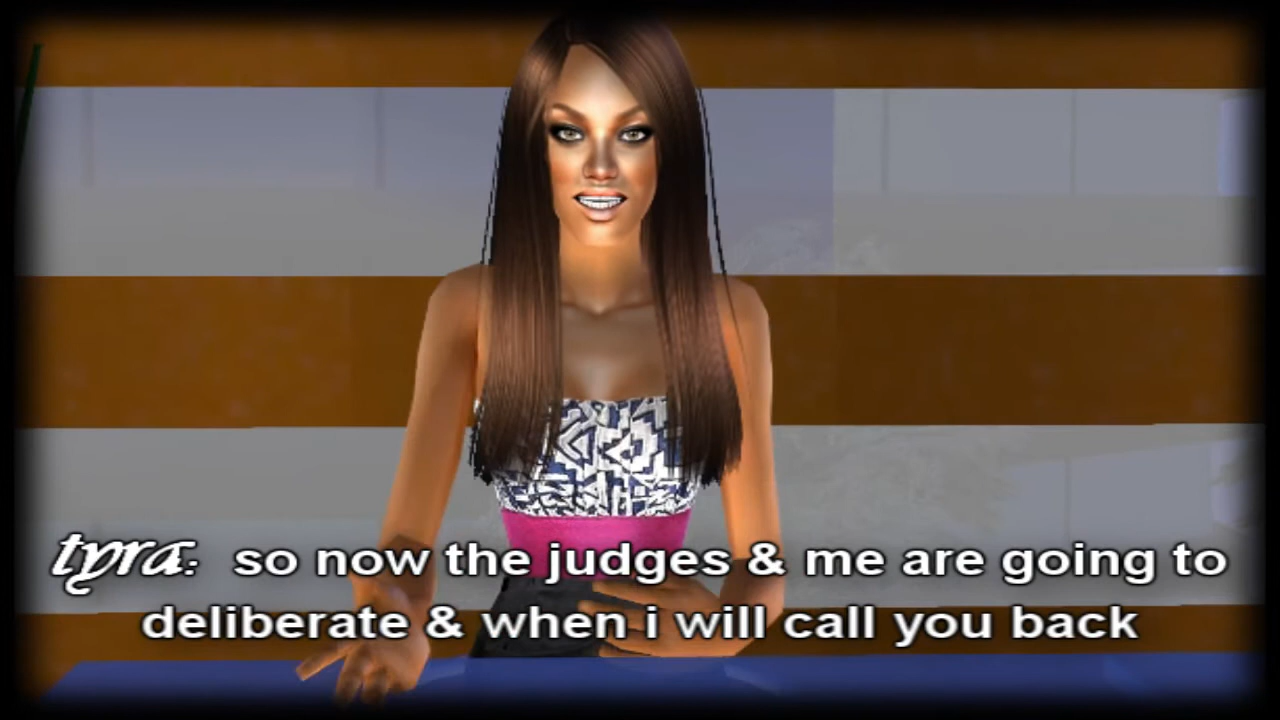 tyra: so now the judges & me are going to
deliberate & when i will call you back